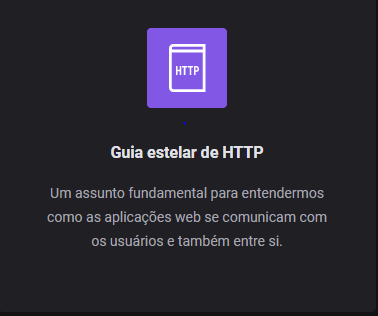 HTTP
Guia estelar de HTTP
Um assunto fundamental para entendermos
como as aplicações web se comunicam com
os usuários e também entre si.